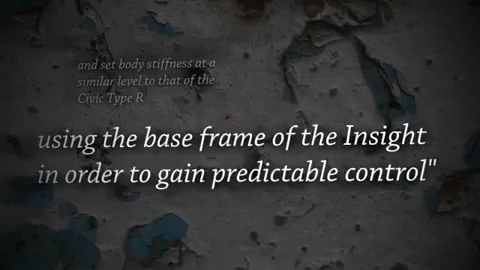 and set body stiffness at a
similar level to that of the
Civic Type R
using the base frame of the Insight
in order to gain predictable control"